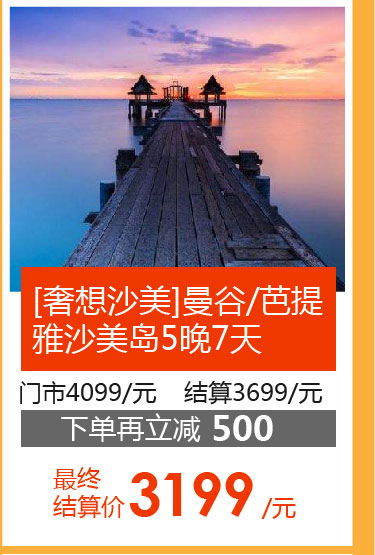 [奢想沙美]曼谷/芭提
雅沙美岛5晚7天
门市4099/元 结算3699/元
下单再立减 500
最终
结算价 3199 /元